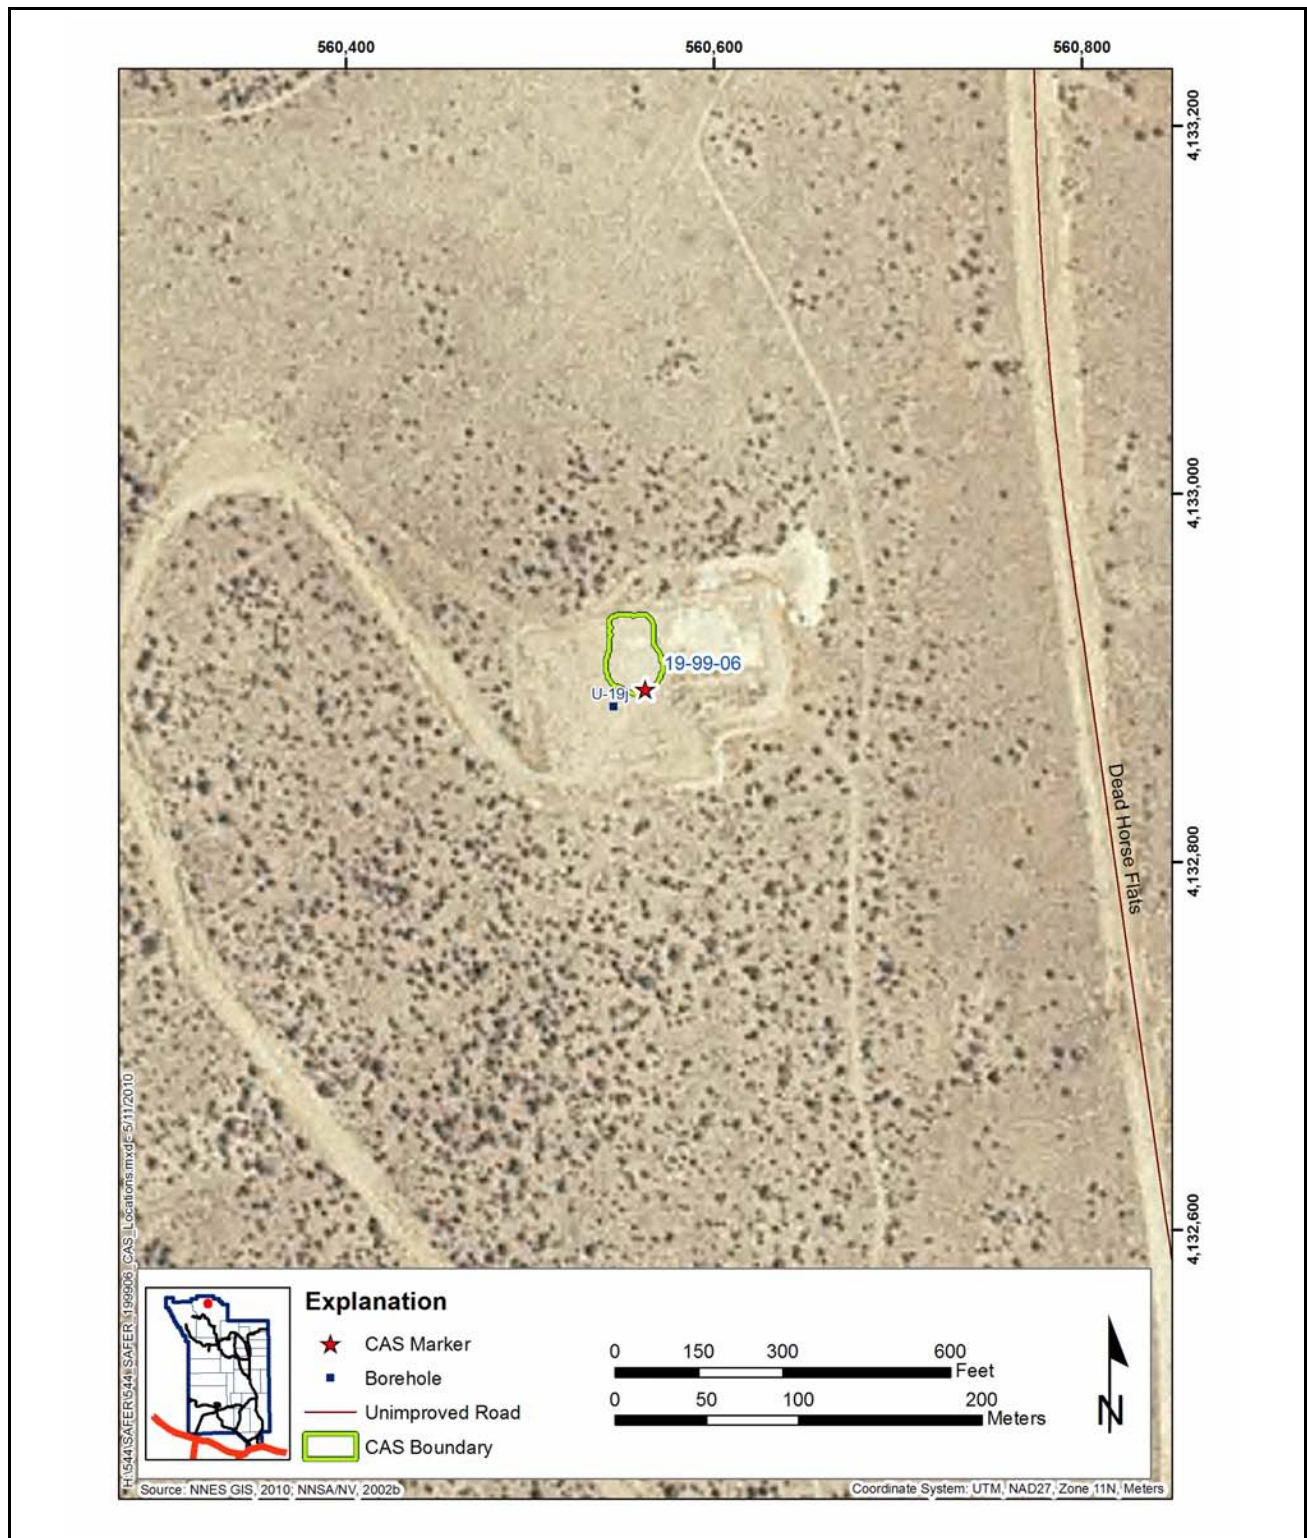 560,400 560,600 560,800
4,133,200
4,133,000
19-99-06
U-19j
4,132,800
Dead Horse Flats
4,132,600
H:\544\SAFER\544_SAFER_199906_CAS_Locations.mxd - 5/11/2010
Explanation
CAS Marker
Borehole
Unimproved Road
CAS Boundary
0 150 300 600
Feet
0 50 100 200
Meters
N
Source: NNES GIS, 2010; NNSA/NV, 2002b
Coordinate System: UTM, NAD27, Zone 11N, Meters